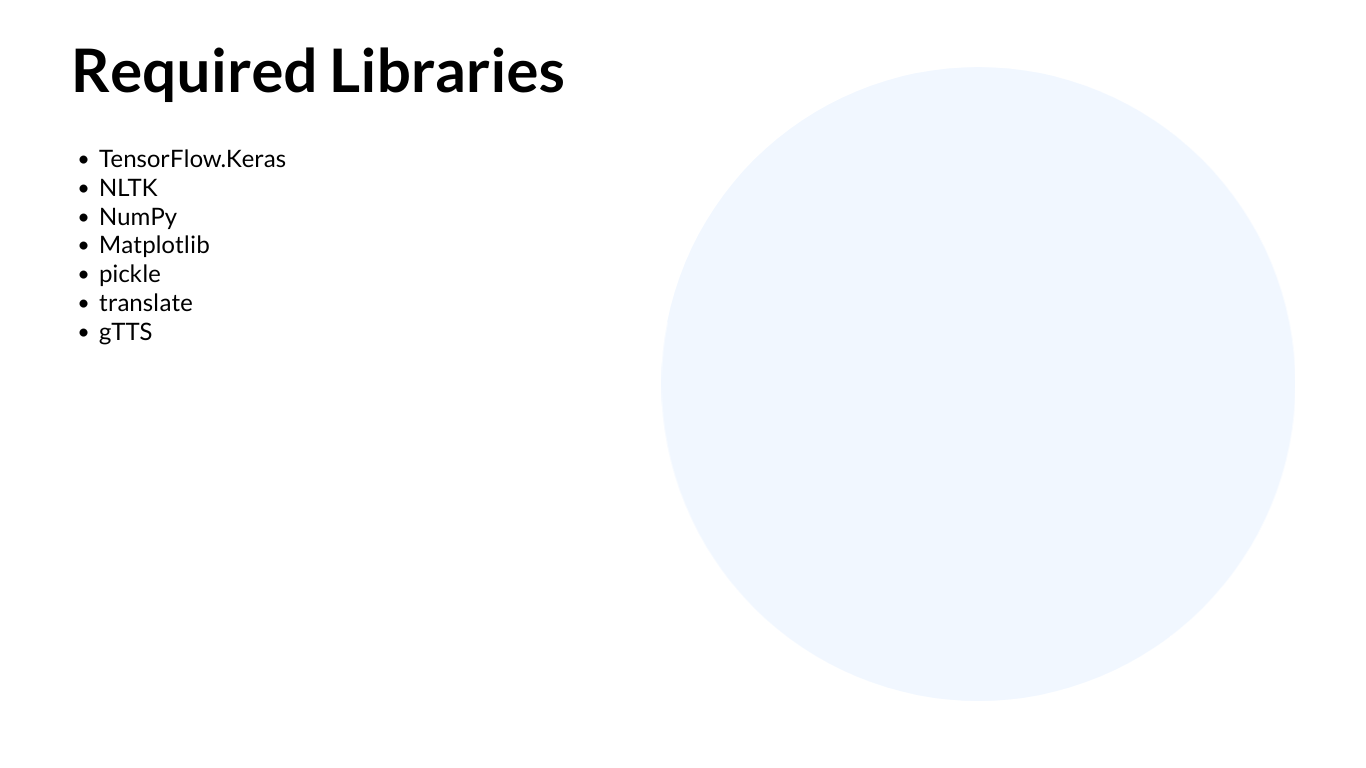 Required Libraries
• TensorFlow.Keras
• NLTK
• NumPy
• Matplotlib
• pickle
• translate
• gTTS